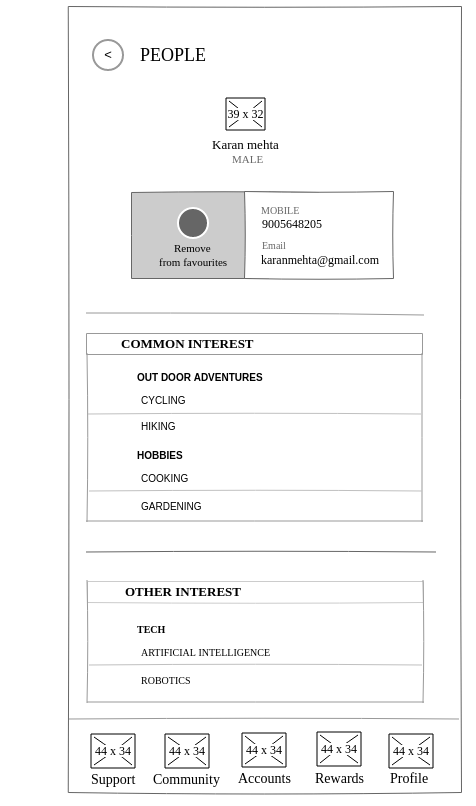 <
PEOPLE
39 x 32
Karan mehta
MALE
Remove
from favourites
MOBILE
9005648205
Email
karanmehta@gmail.com
COMMON INTEREST
OUT DOOR ADVENTURES
CYCLING
HIKING
HOBBIES
COOKING
GARDENING
OTHER INTEREST
TECH
ARTIFICIAL INTELLIGENCE
ROBOTICS
44 x 34 44 x 34 44 x 34 44 x 34 44 x 34
Support Community Accounts Rewards Profile